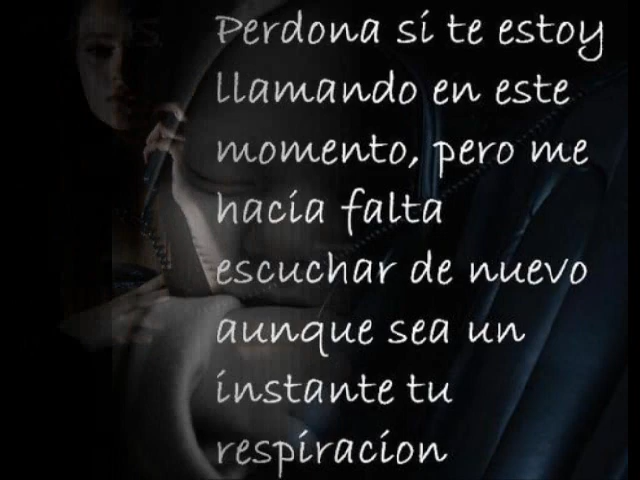 Perdona si te estoy
llamando en este
momento, pero me
hacia falta
escuchar de nuevo
aunque sea un
instante tu
respiracion